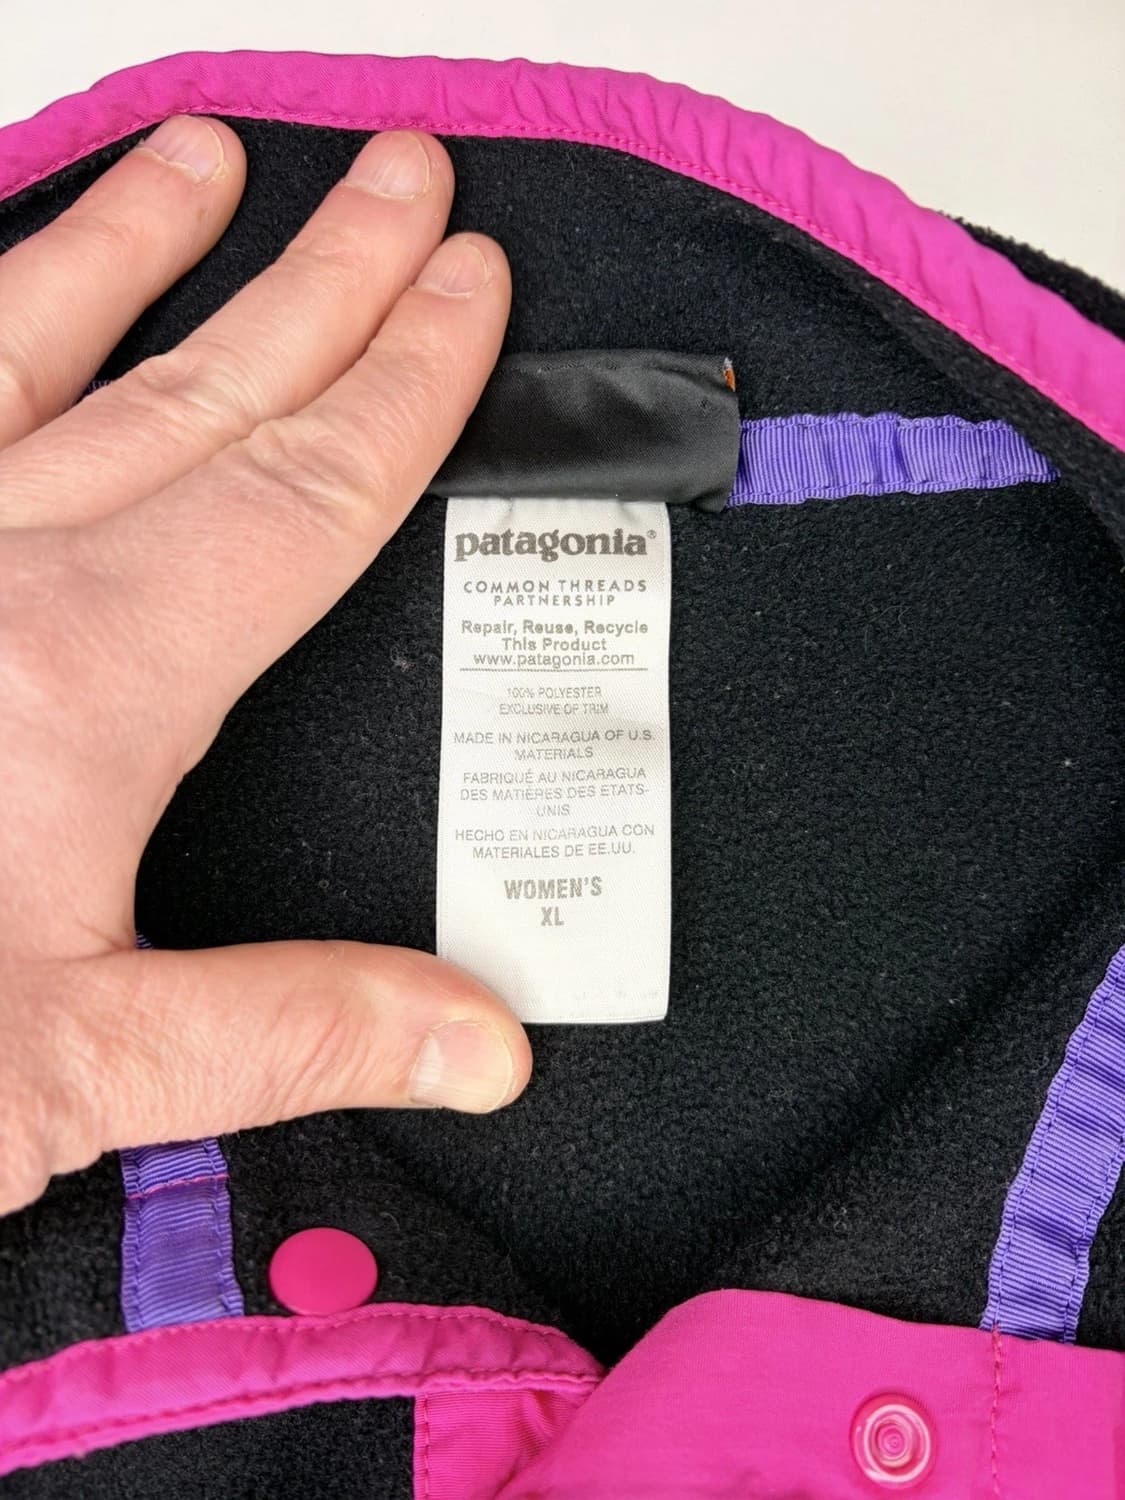 patagonia®
COMMON THREADS
PARTNERSHIP
Repair, Reuse, Recycle
This Product
www.patagonia.com
100% POLYESTER
EXCLUSIVE OF TRIM
MADE IN NICARAGUA OF U.S.
MATERIALS
FABRIQUÉ AU NICARAGUA
DES MATIÈRES DES ETATS-
UNIS
HECHO EN NICARAGUA CON
MATERIALES DE EE.UU.
WOMEN'S
XL